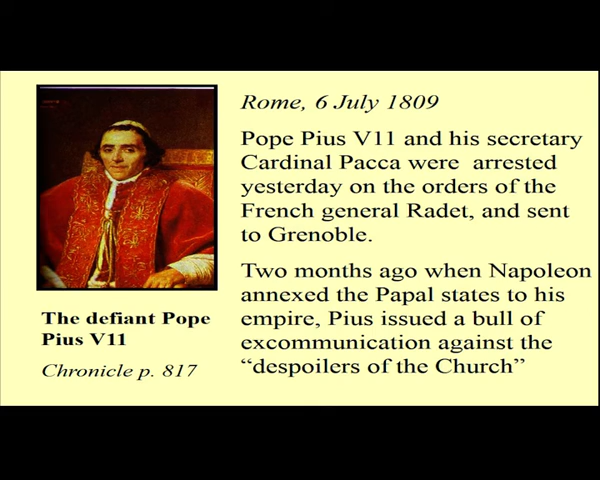 Rome, 6 July 1809
Pope Pius V11 and his secretary
Cardinal Pacca were arrested
yesterday on the orders of the
French general Radet, and sent
to Grenoble.
Two months ago when Napoleon
annexed the Papal states to his
empire, Pius issued a bull of
excommunication against the
“despoilers of the Church”
The defiant Pope
Pius V11
Chronicle p. 817